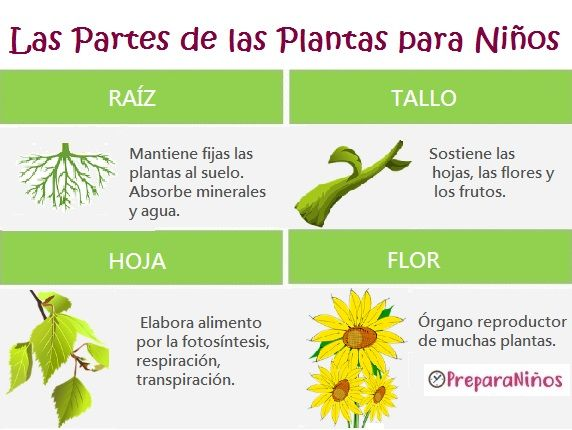 Las Partes de las Plantas para Niños
RAÍZ
Mantiene fijas las
plantas al suelo.
Absorbe minerales
y agua.
TALLO
Sostiene las
hojas, las flores y
los frutos.
HOJA
Elabora alimento
por la fotosíntesis,
respiración,
transpiración.
FLOR
Órgano reproductor
de muchas plantas.
PreparaNiños